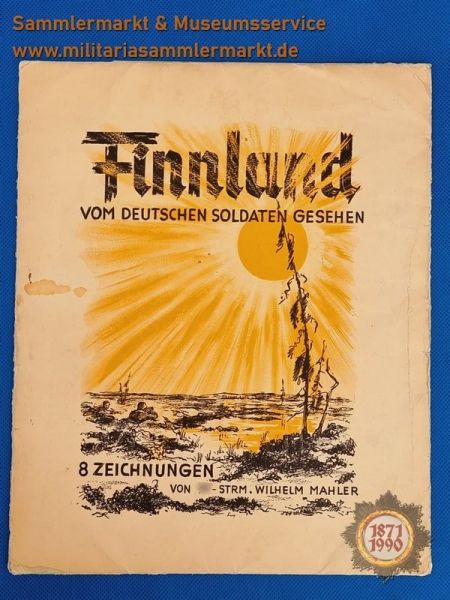 Sammlermarkt & Museumsservice
www.militariasammlermarkt.de
Finnland
VOM DEUTSCHEN SOLDATEN GESEHEN
8 ZEICHNUNGEN
VON -STRM. WILHELM MAHLER
1871
1990